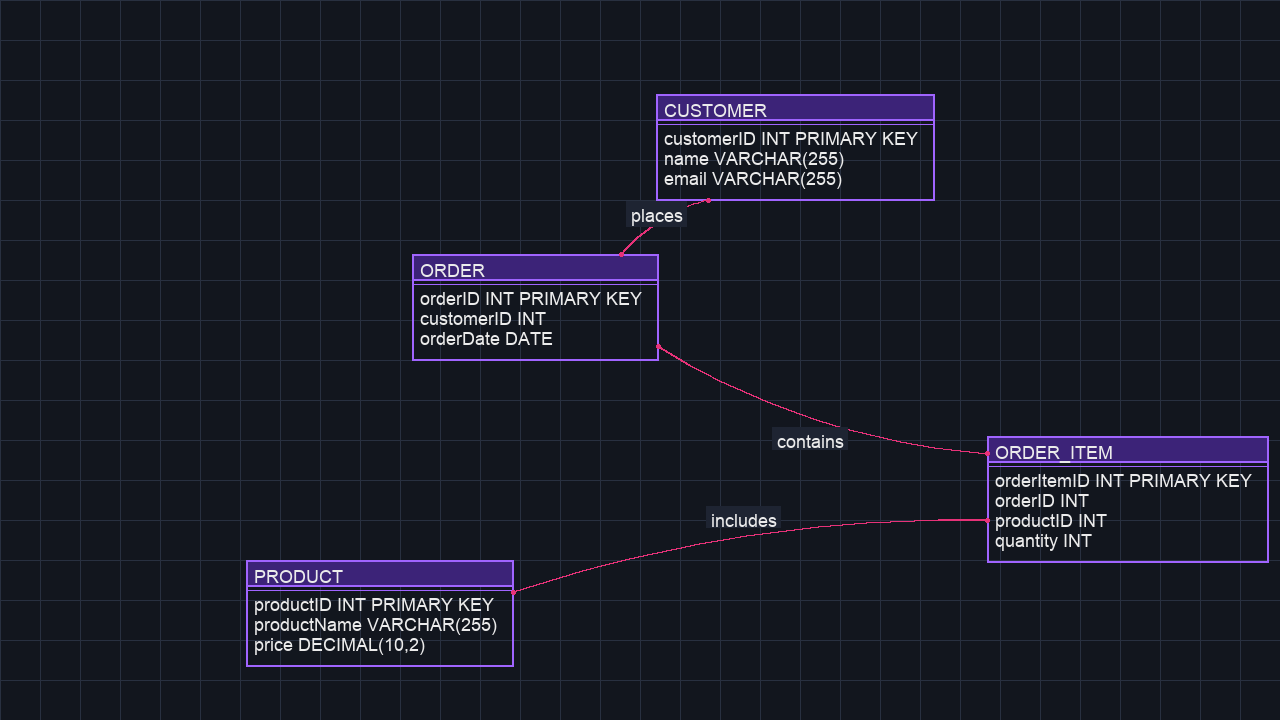 CUSTOMER
customerID INT PRIMARY KEY
name VARCHAR(255)
email VARCHAR(255)
places
ORDER
orderID INT PRIMARY KEY
customerID INT
orderDate DATE
contains
ORDER_ITEM
orderItemID INT PRIMARY KEY
orderID INT
productID INT
quantity INT
includes
PRODUCT
productID INT PRIMARY KEY
productName VARCHAR(255)
price DECIMAL(10,2)